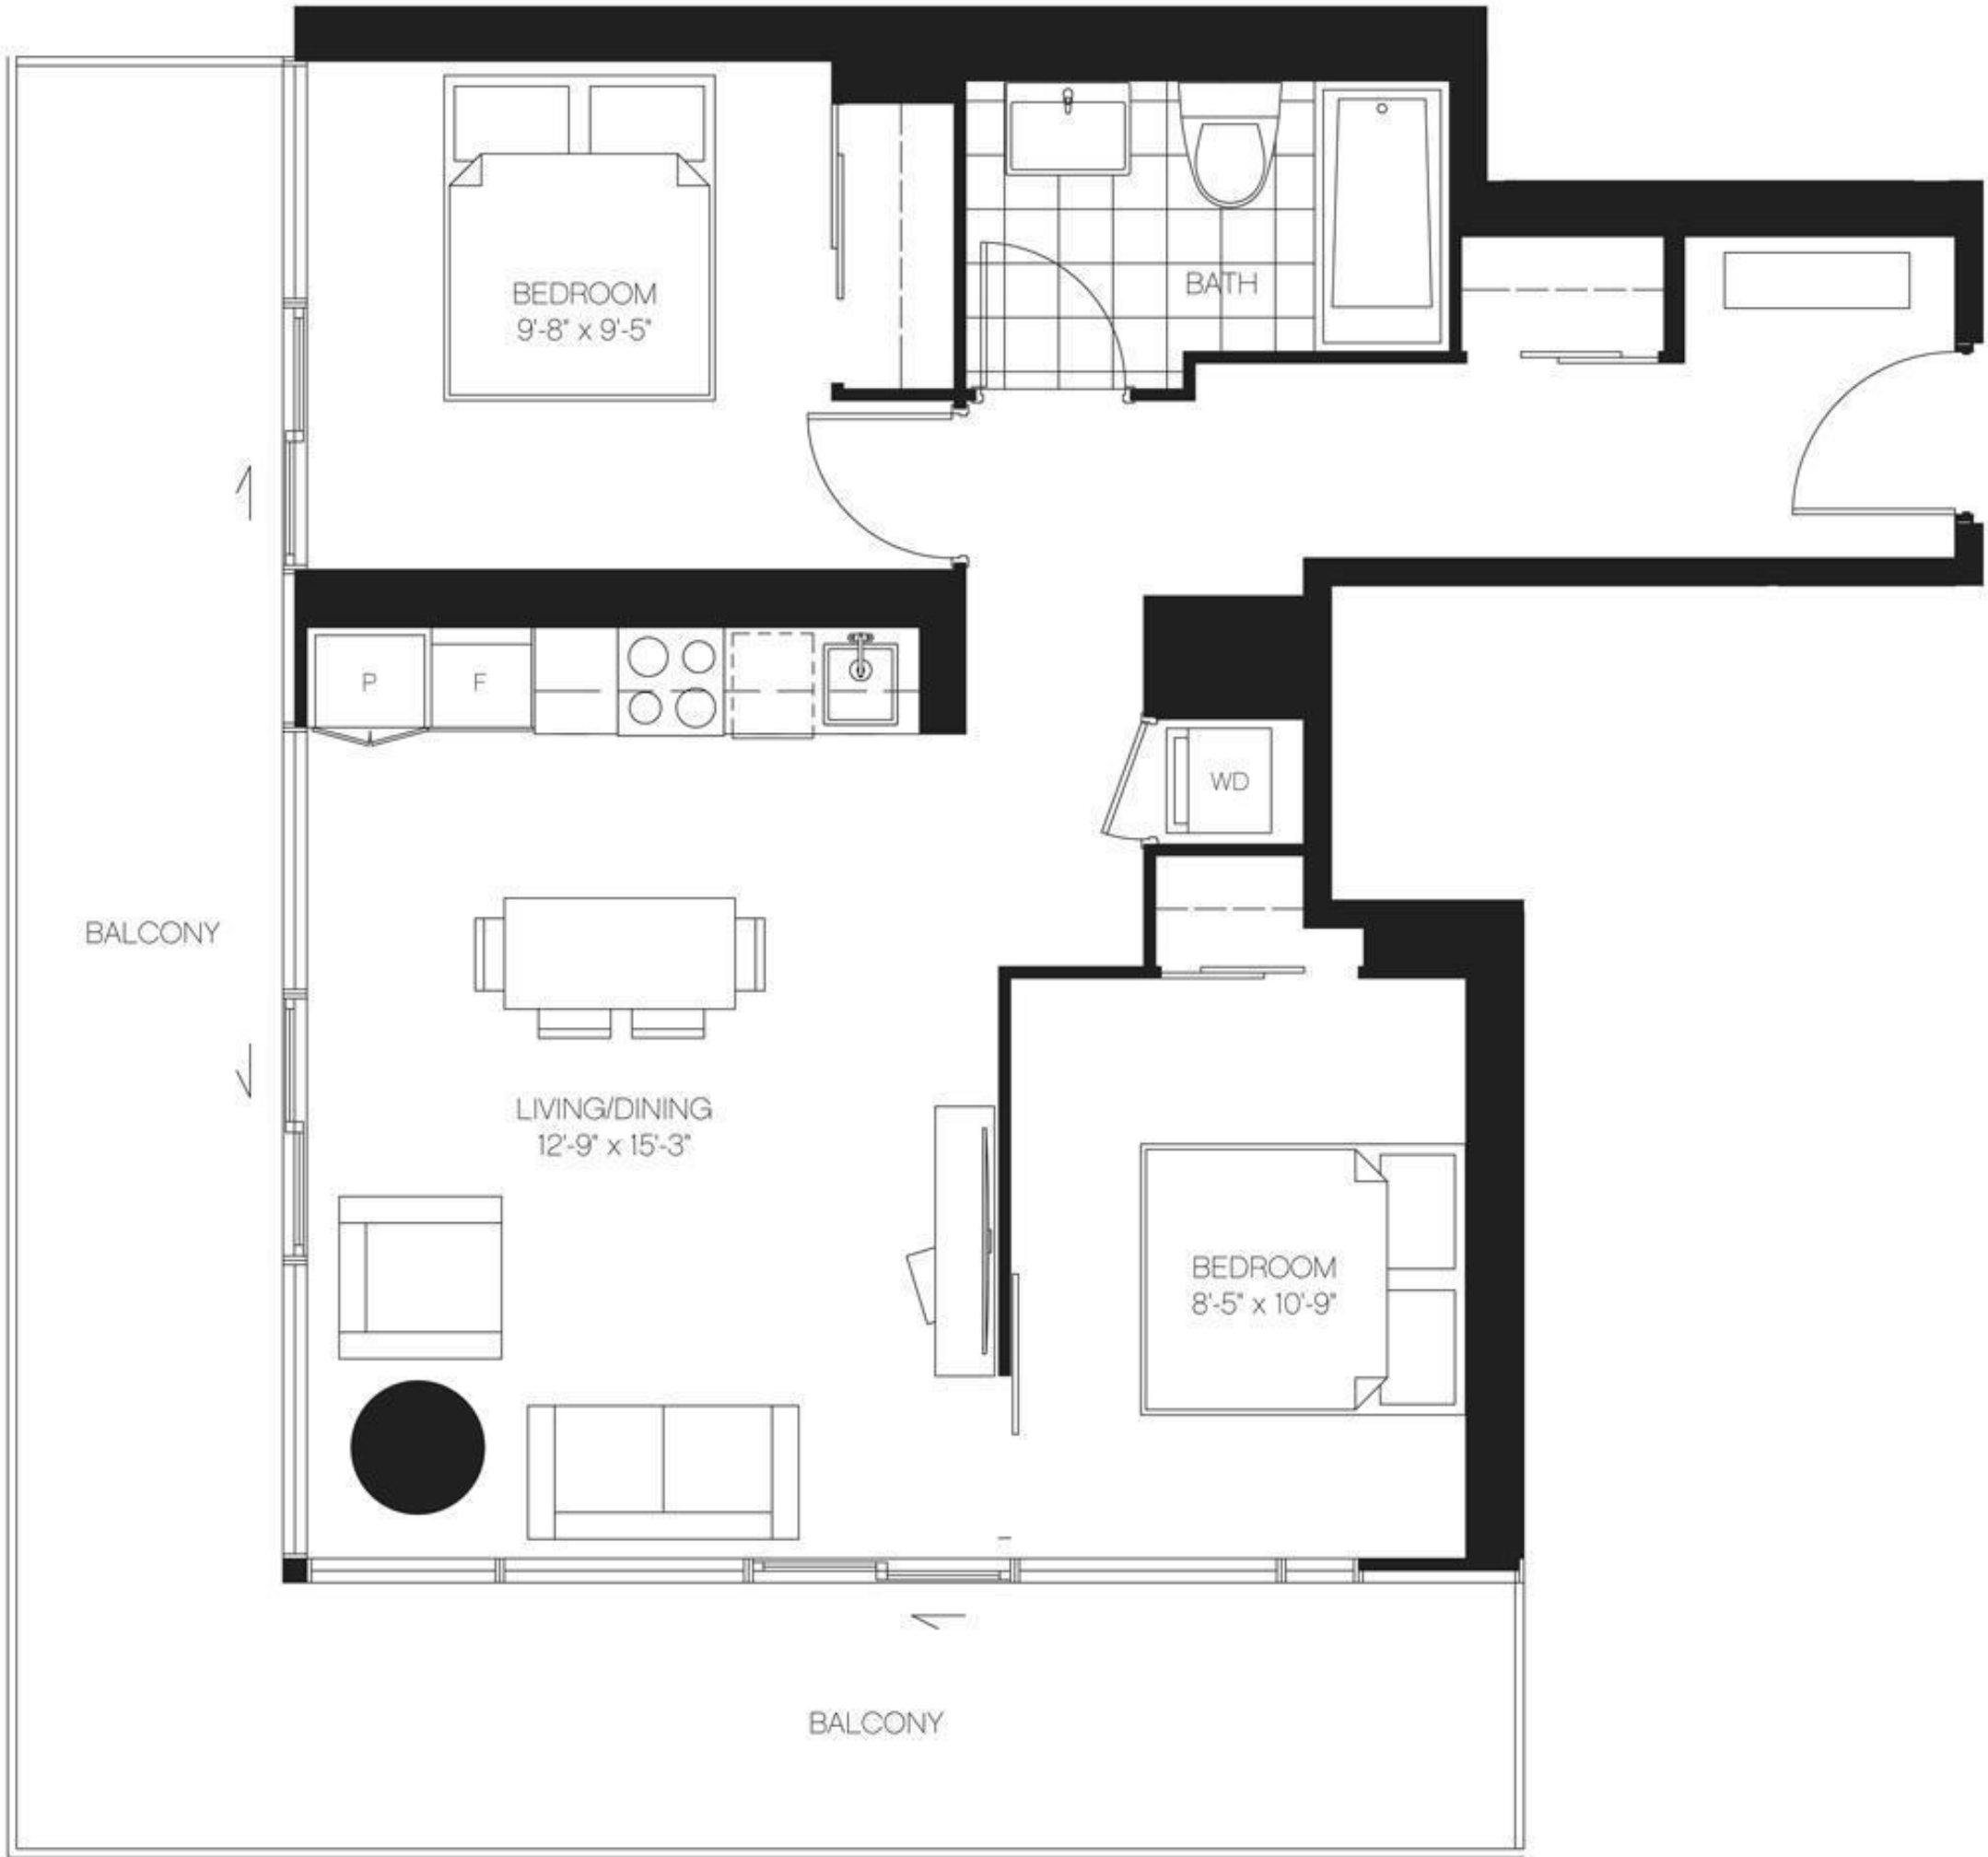 BEDROOM
9'-8" x 9'-5"
BATH
P
F
WD
BALCONY
LIVING/DINING
12'-9" x 15'-3"
BEDROOM
8'-5" x 10'-9"
BALCONY